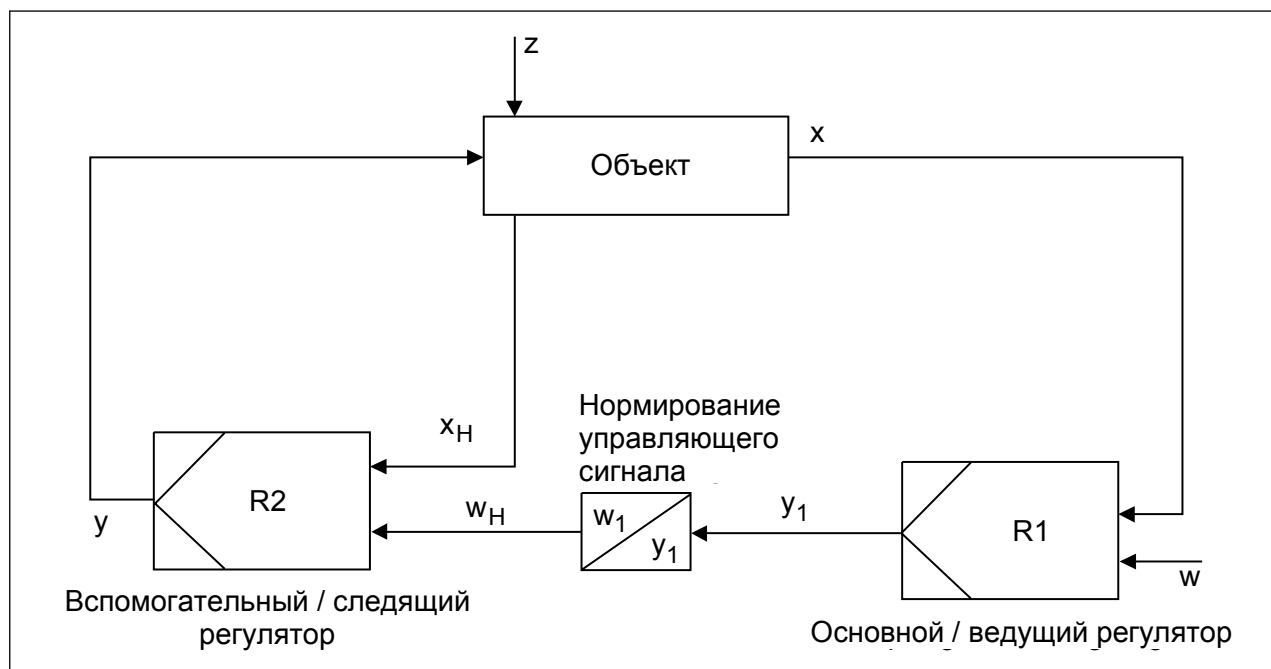 z
x
Объект
Нормирование
управляющего
сигнала
x_H
R2
w_H
w_1
y_1
y_1
R1
y
w
Вспомогательный / следящий
регулятор
Основной / ведущий регулятор